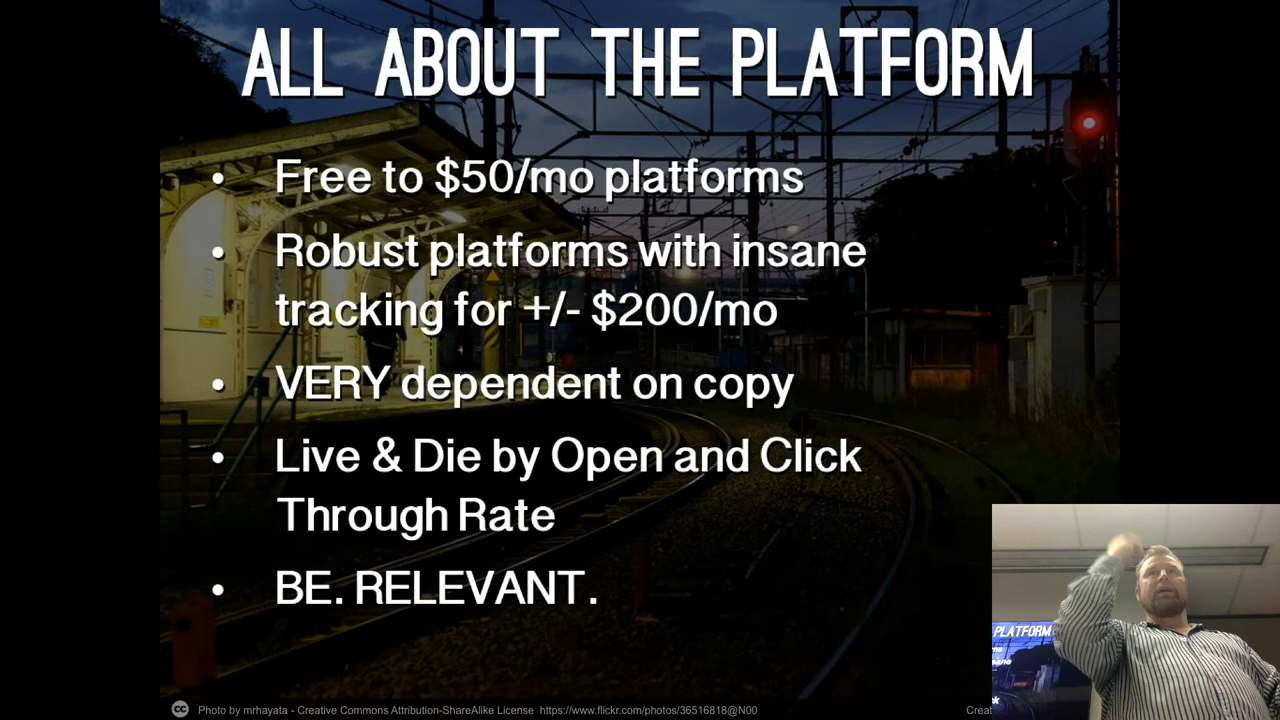 ALL ABOUT THE PLATFORM
• Free to $50/mo platforms
• Robust platforms with insane
tracking for +/- $200/mo
• VERY dependent on copy
• Live & Die by Open and Click
Through Rate
• BE. RELEVANT.
PLATFORM
cc Photo by mrhayata - Creative Commons Attribution-ShareAlike License https://www.flickr.com/photos/36516818@N00
Creat